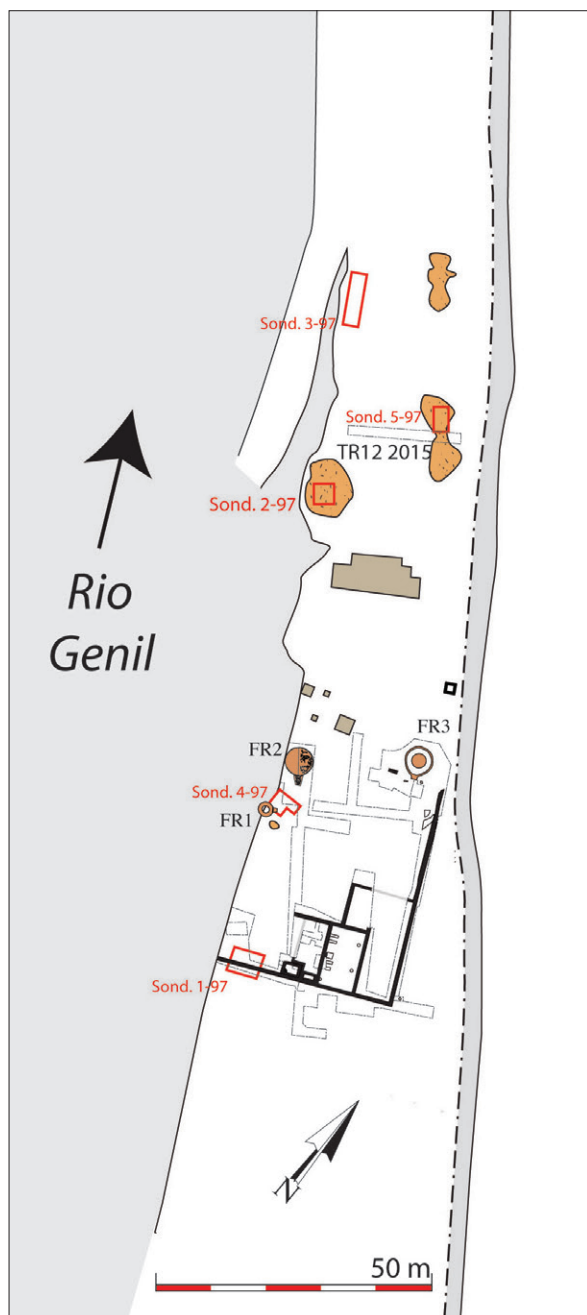 Sond. 3-97
Sond. 5-97
TR12 2015
Sond. 2-97
Rio
Genil
FR2
FR3
Sond. 4-97
FR1
Sond. 1-97
N
50 m